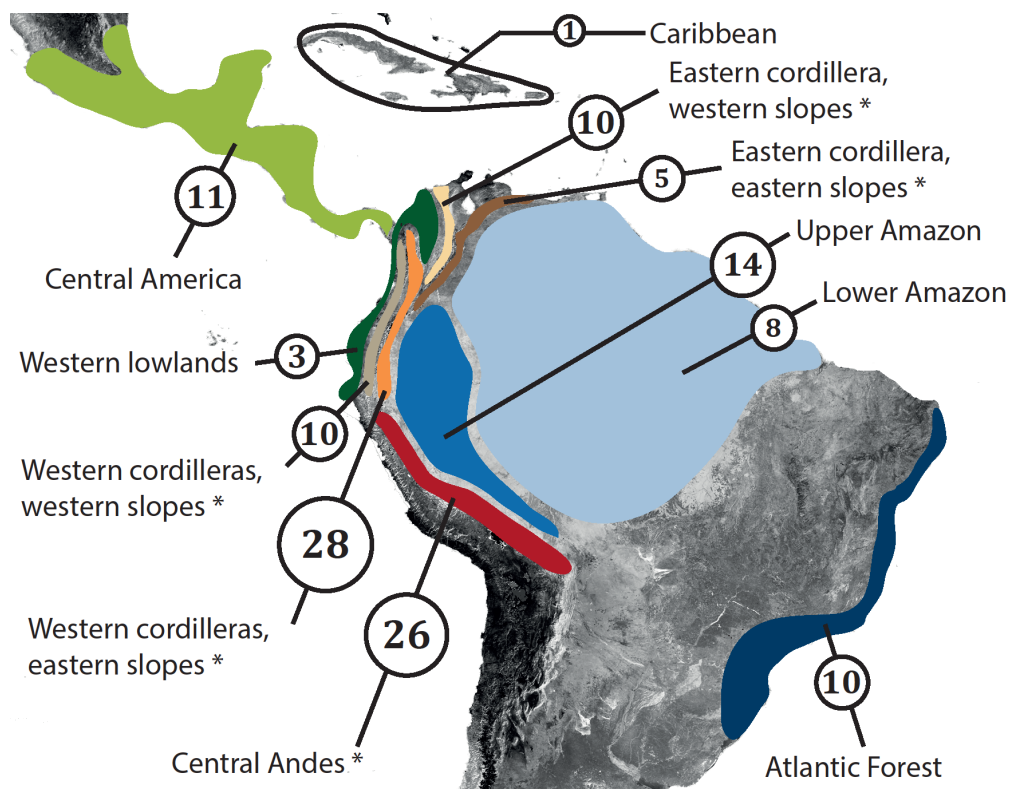 1
Caribbean
Eastern cordillera,
western slopes *
10
Eastern cordillera,
eastern slopes *
5
11
Upper Amazon
14
Central America
Lower Amazon
8
Western lowlands
3
10
Western cordilleras,
western slopes *
28
Western cordilleras,
eastern slopes *
26
10
Central Andes *
Atlantic Forest